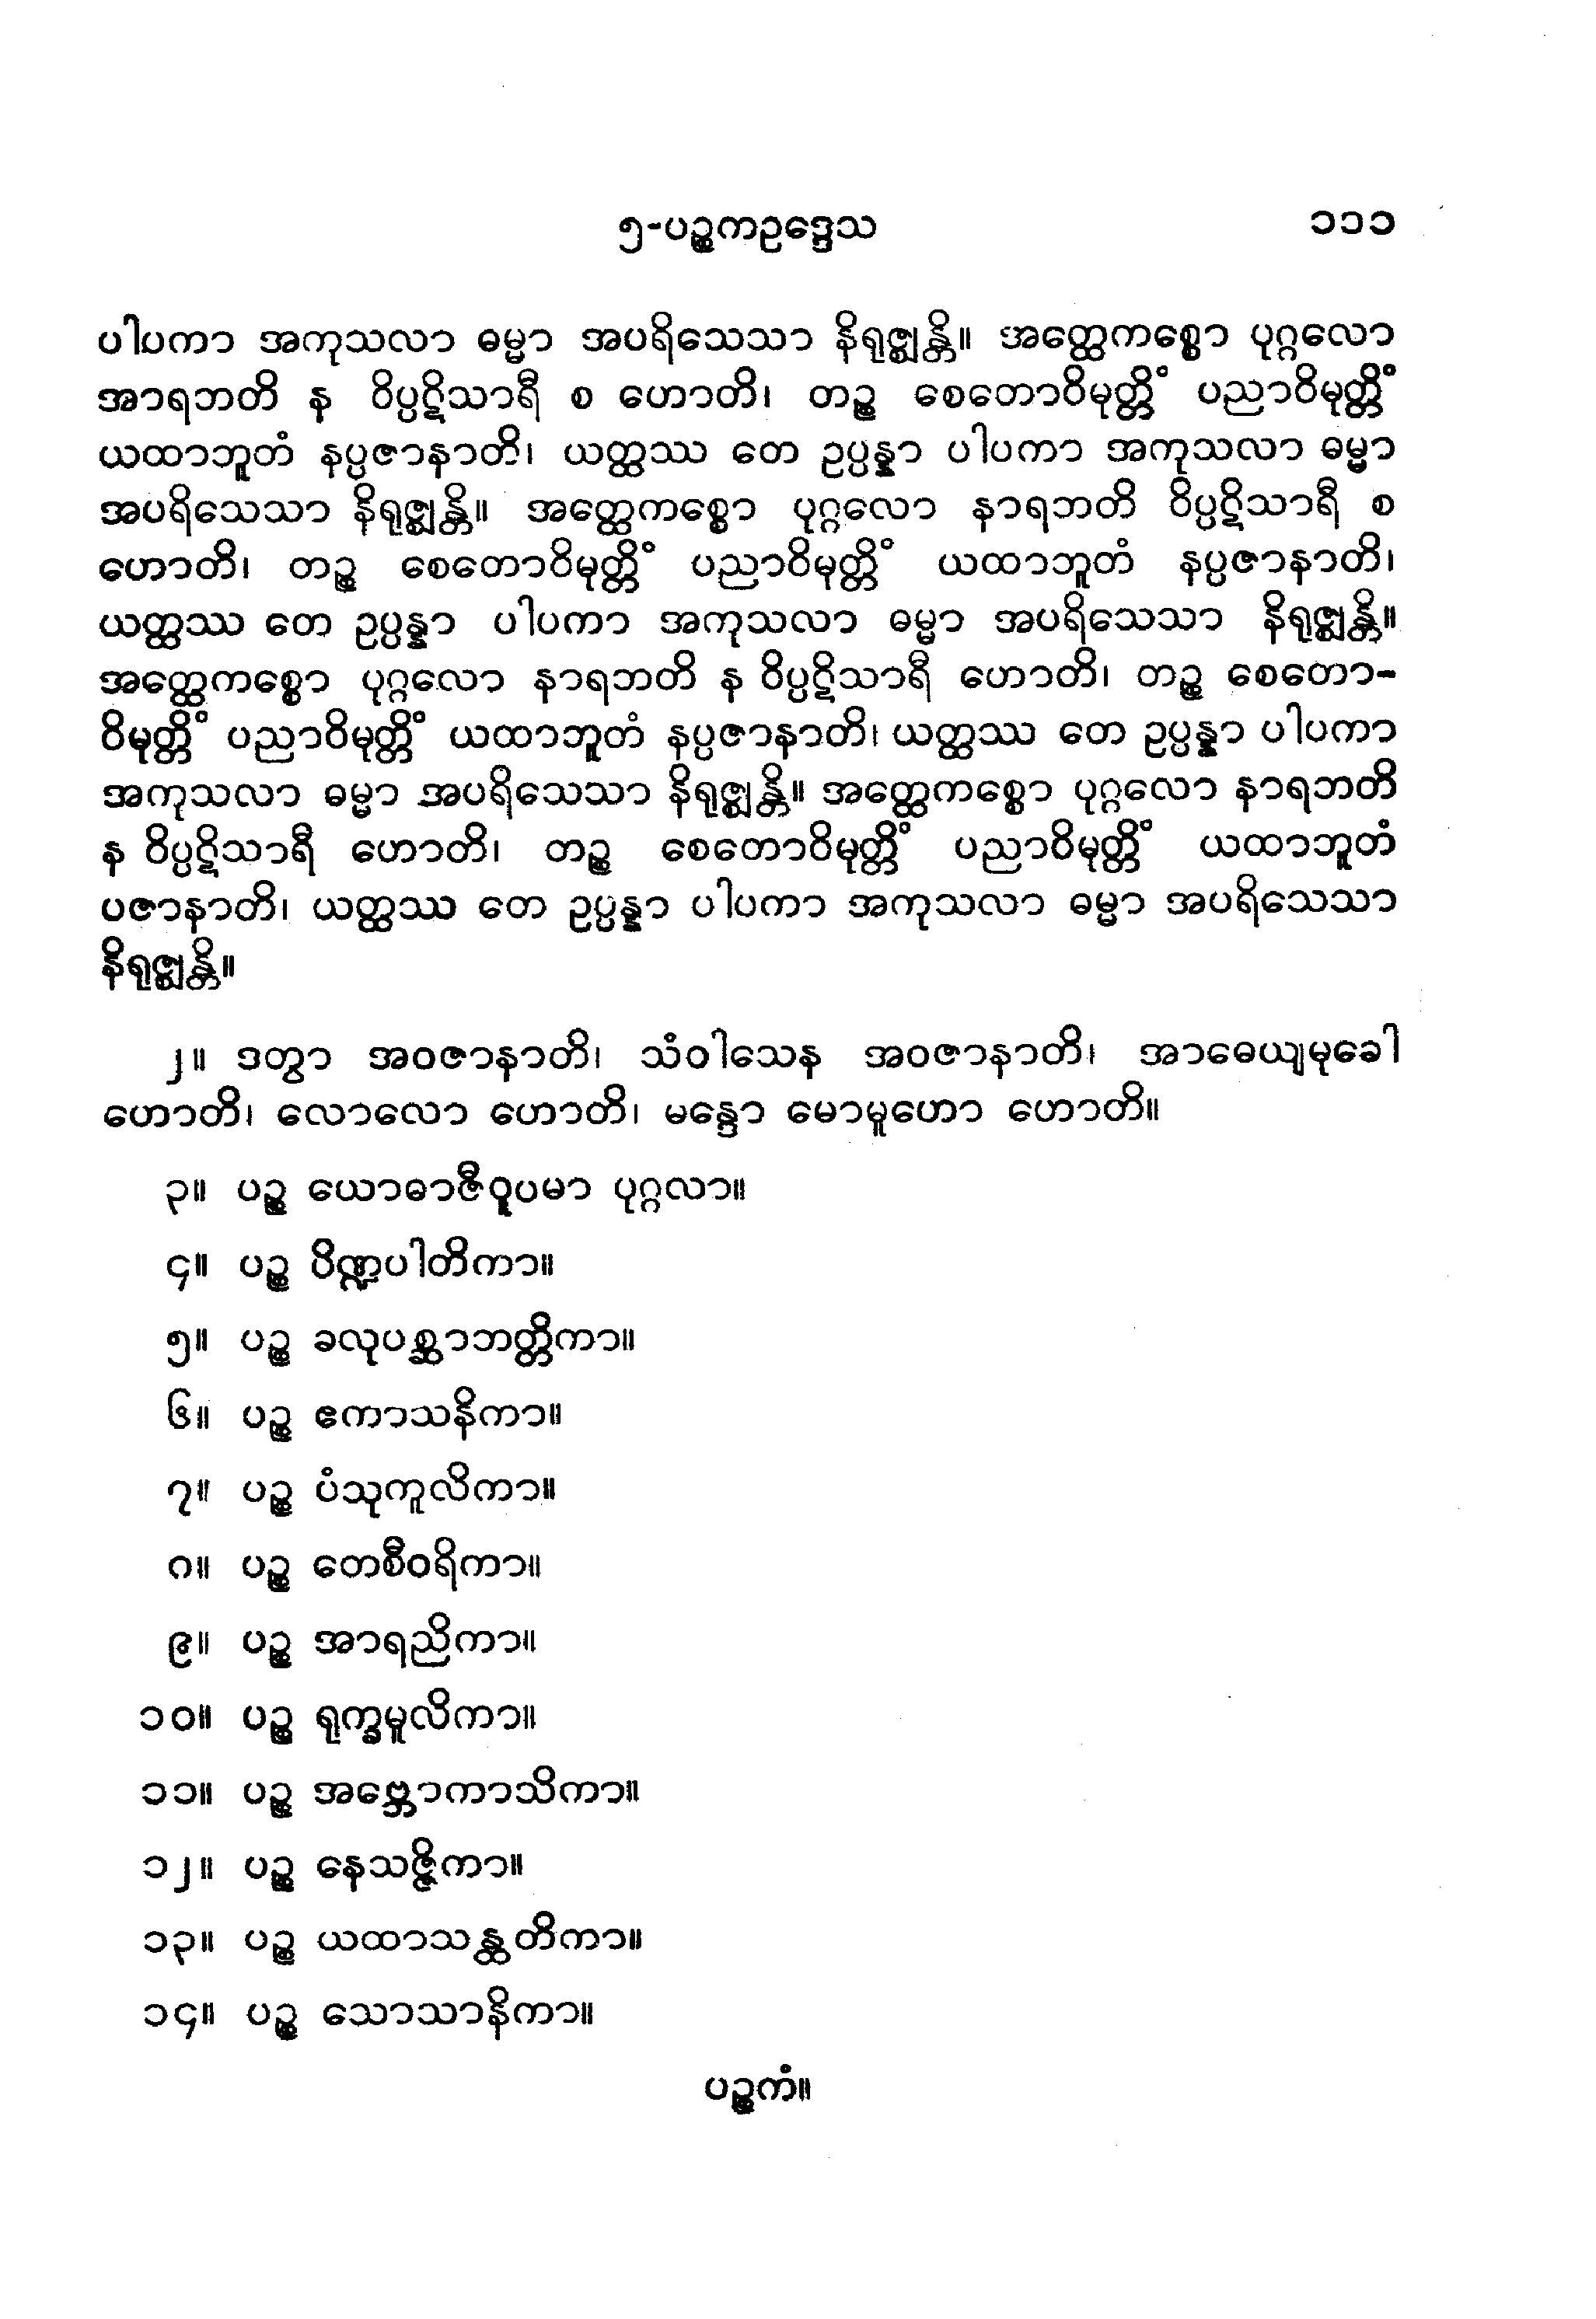 ၅-ပဉ္စကဥဒ္ဒေသ ၁၁၁
ပါပကာ အကုသလာ ဓမ္မာ အပရိသေသာ နိရုဇ္ဈန္တိ။ အတ္ထေကစ္စော ပုဂ္ဂလော
အာရဘတိ န ဝိပ္ပဋိသာရီ စ ဟောတိ၊ တဉ္စ စေတောဝိမုတ္တိံ ပညာဝိမုတ္တိံ
ယထာဘူတံ နပ္ပဇာနာတိ၊ ယတ္ထဿ တေ ဥပ္ပန္နာ ပါပကာ အကုသလာ ဓမ္မာ
အပရိသေသာ နိရုဇ္ဈန္တိ။ အတ္ထေကစ္စော ပုဂ္ဂလော နာရဘတိ ဝိပ္ပဋိသာရီ စ
ဟောတိ၊ တဉ္စ စေတောဝိမုတ္တိံ ပညာဝိမုတ္တိံ ယထာဘူတံ နပ္ပဇာနာတိ၊
ယတ္ထဿ တေ ဥပ္ပန္နာ ပါပကာ အကုသလာ ဓမ္မာ အပရိသေသာ နိရုဇ္ဈန္တိ။
အတ္ထေကစ္စော ပုဂ္ဂလော နာရဘတိ န ဝိပ္ပဋိသာရီ ဟောတိ၊ တဉ္စ စေတော-
ဝိမုတ္တိံ ပညာဝိမုတ္တိံ ယထာဘူတံ နပ္ပဇာနာတိ၊ ယတ္ထဿ တေ ဥပ္ပန္နာ ပါပကာ
အကုသလာ ဓမ္မာ အပရိသေသာ နိရုဇ္ဈန္တိ။ အတ္ထေကစ္စော ပုဂ္ဂလော နာရဘတိ
န ဝိပ္ပဋိသာရီ ဟောတိ၊ တဉ္စ စေတောဝိမုတ္တိံ ပညာဝိမုတ္တိံ ယထာဘူတံ
ပဇာနာတိ၊ ယတ္ထဿ တေ ဥပ္ပန္နာ ပါပကာ အကုသလာ ဓမ္မာ အပရိသေသာ
နိရုဇ္ဈန္တိ။
၂။ ဒတွာ အဝဇာနာတိ၊ သံဝါသေန အဝဇာနာတိ၊ အာဓေယျမုခေါ
ဟောတိ၊ လောလော ဟောတိ၊ မန္ဒော မောမူဟော ဟောတိ။
၃။ ပဉ္စ ယောဓာဇီဝူပမာ ပုဂ္ဂလာ။
၄။ ပဉ္စ ပိဏ္ဍပါတိကာ။
၅။ ပဉ္စ ခလုပစ္ဆာဘတ္တိကာ။
၆။ ပဉ္စ ဧကာသနိကာ။
၇။ ပဉ္စ ပံသုကူလိကာ။
၈။ ပဉ္စ တေစီဝရိကာ။
၉။ ပဉ္စ အာရညိကာ။
၁၀။ ပဉ္စ ရုက္ခမူလိကာ။
၁၁။ ပဉ္စ အဗ္ဘောကာသိကာ။
၁၂။ ပဉ္စ နေသဇ္ဇိကာ။
၁၃။ ပဉ္စ ယထာသန္ထတိကာ။
၁၄။ ပဉ္စ သောသာနိကာ။
ပဉ္စကံ။